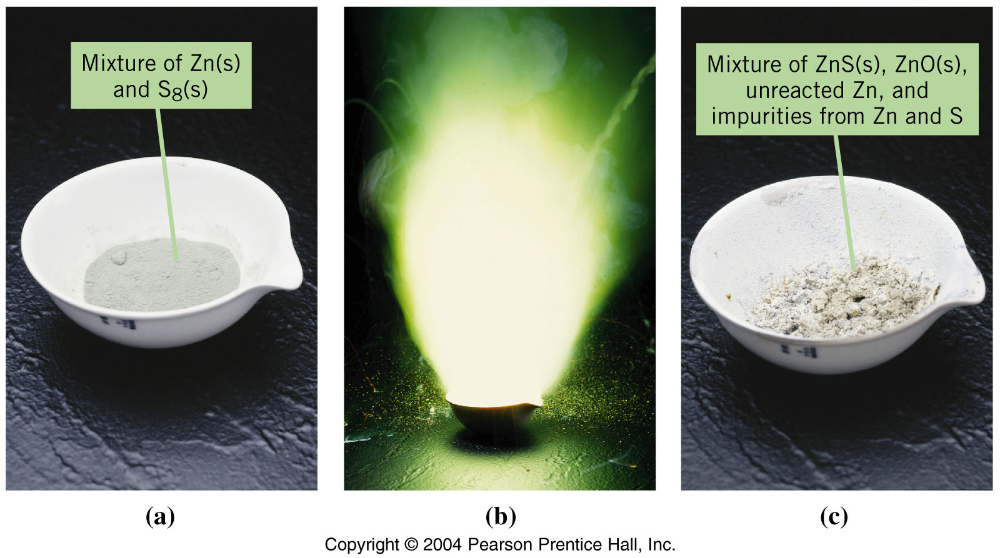 Mixture of Zn(s)
and S₈(s)
Mixture of ZnS(s), ZnO(s),
unreacted Zn, and
impurities from Zn and S
(a)
(b)
(c)
Copyright © 2004 Pearson Prentice Hall, Inc.